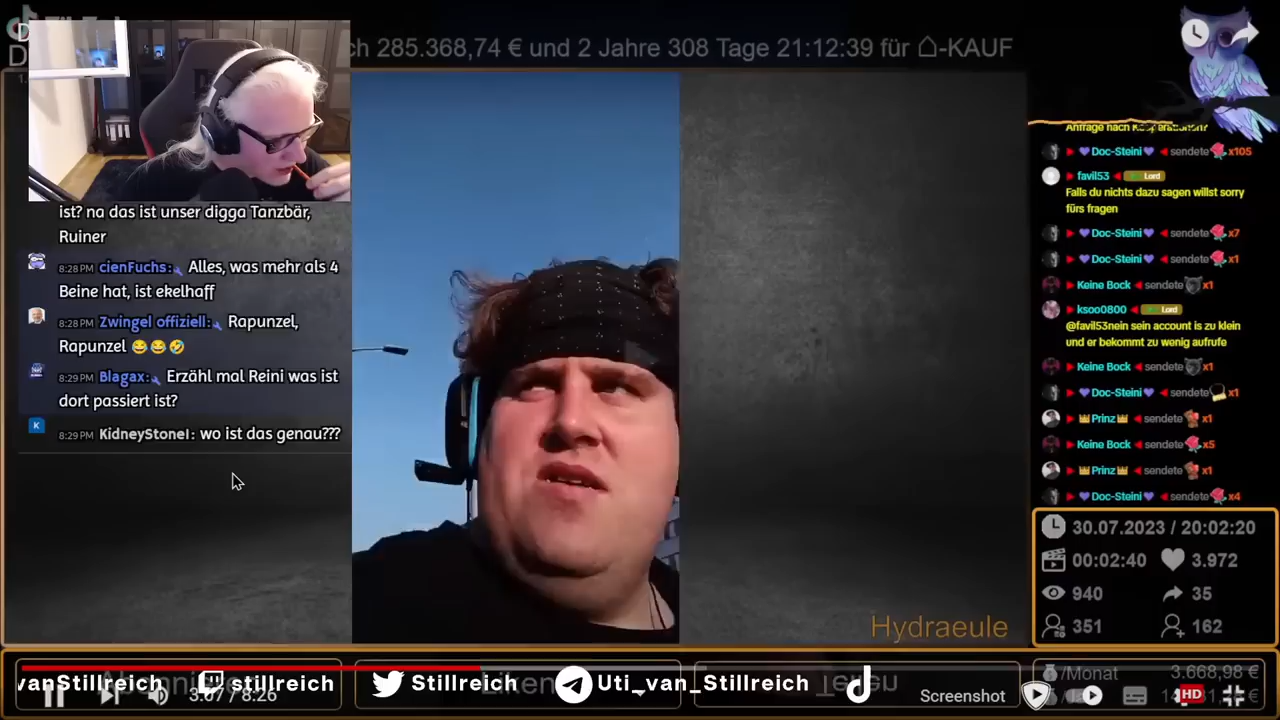 ch 285.368,74 € und 2 Jahre 308 Tage 21:12:39 für ⌂-KAUF
ist? na das ist unser digga Tanzbär,
Ruiner
8:28 PM cienFuchs: Alles, was mehr als 4
Beine hat, ist ekelhaff
8:28 PM Zwingel offiziell: Rapunzel,
Rapunzel 😂😂🤣
8:29 PM Blagax: Erzähl mal Reini was ist
dort passiert ist?
K
8:29 PM KidneyStone!: wo ist das genau???
Anfrage nach Kooperationen?
💜Doc-Steini💜 sendete x105
favil53 Lord
Falls du nichts dazu sagen willst sorry
fürs fragen
💜Doc-Steini💜 sendete x7
💜Doc-Steini💜 sendete x1
Keine Bock sendete x1
ksoo0800 Lord
@favil53nein sein account is zu klein
und er bekommt zu wenig aufrufe
Keine Bock sendete x1
💜Doc-Steini💜 sendete x1
👑Prinz👑 sendete x1
Keine Bock sendete x5
👑Prinz👑 sendete x1
💜Doc-Steini💜 sendete x4
30.07.2023 / 20:02:20
00:02:40 3.972
940 35
351 162
Hydraeule
vanStillreich stillreich Stillreich Uti_van_Stillreich
Liken
/Monat 3.668,98 €
3:07 / 8:26
Screenshot
HD